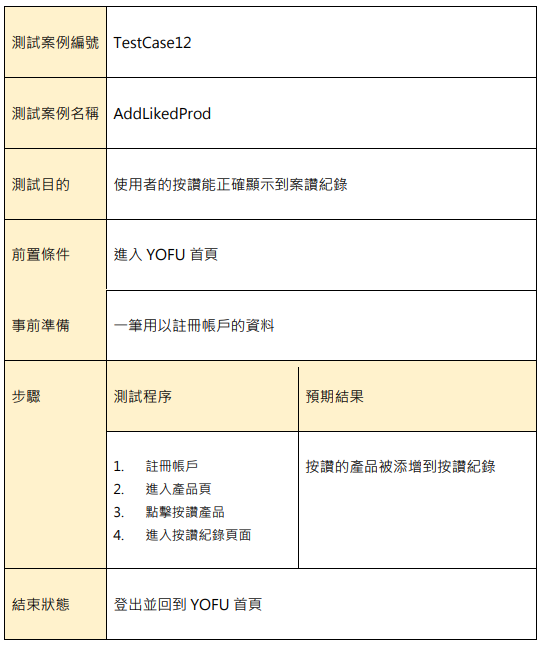 測試案例編號 TestCase12
測試案例名稱 AddLikedProd
測試目的 使用者的按讚能正確顯示到案讚紀錄
前置條件 進入 YOFU 首頁
事前準備 一筆用以註冊帳戶的資料
步驟 測試程序 預期結果
1. 註冊帳戶 按讚的產品被添增到按讚紀錄
2. 進入產品頁
3. 點擊按讚產品
4. 進入按讚紀錄頁面
結束狀態 登出並回到 YOFU 首頁